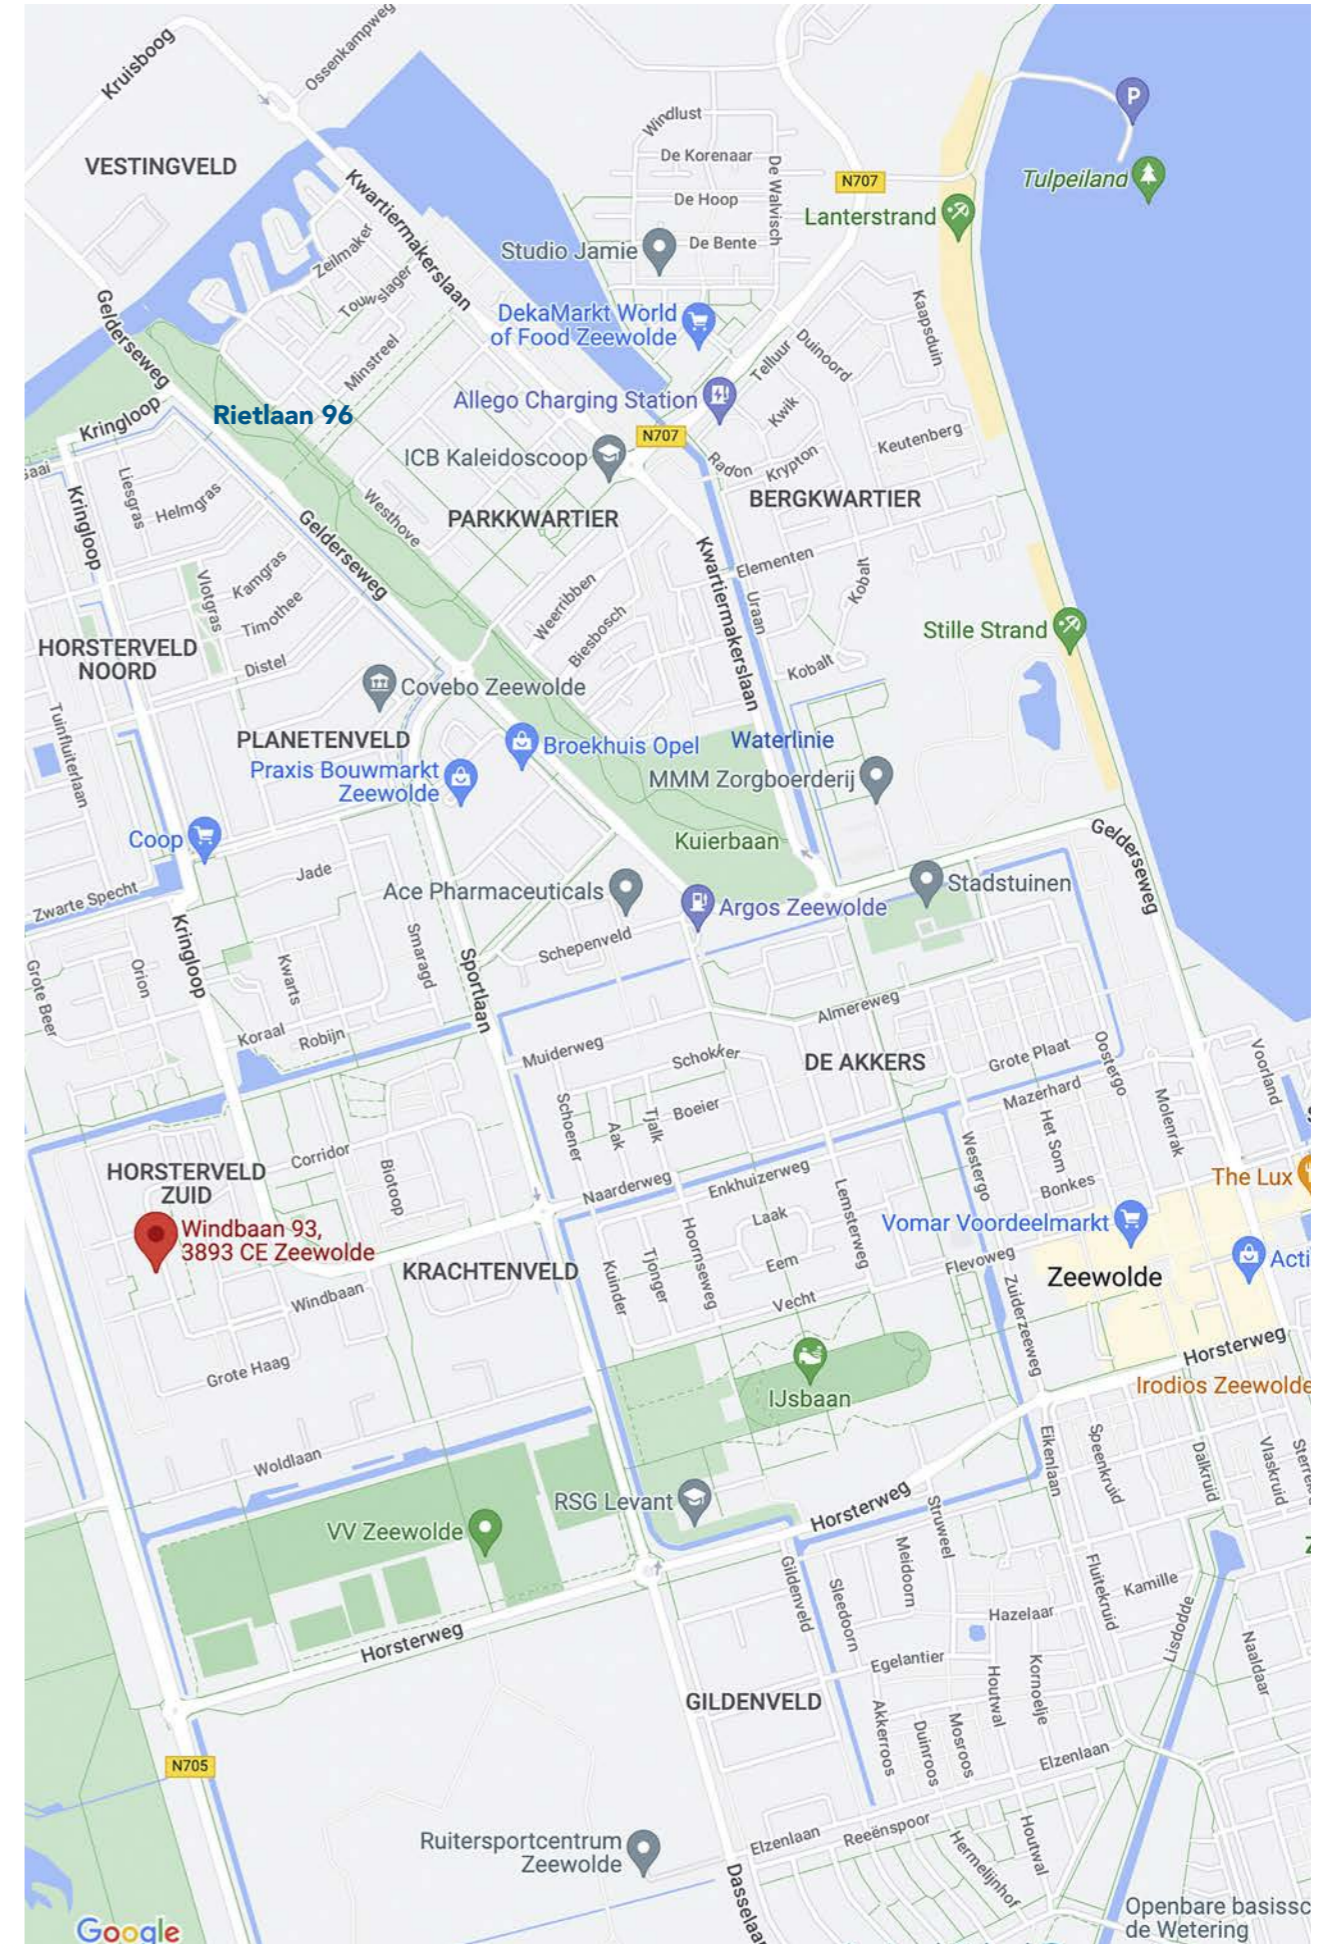 Kruisboog
Ossenkampweg
VESTINGVELD
Windlust
De Korenaar
De Walvisch
De Hoop
De Bente
N707
P
Tulpeiland
Lanterstrand
Kwartiermakerslaan
Zeilmaker
Touwslager
Studio Jamie
Gelderseweg
Minstreel
DekaMarkt World
of Food Zeewolde
Kaapsduin
Telluur
Duinoord
Rietlaan 96
Allego Charging Station
Kwik
Kringloop
N707
Keutenberg
ICB Kaleidoscoop
Radon
Krypton
Kringloop
Liesgras
Helmgras
Westhove
PARKKWARTIER
BERGKWARTIER
Gelderseweg
Kwartiermakerslaan
Elementen
Kobalt
Vlotgras
Kamgras
Timothee
Weerribben
Biesbosch
Uraan
Stille Strand
HORSTERVELD
NOORD
Distel
Kobalt
Covebo Zeewolde
Tuinfluiterlaan
PLANETENVELD
Broekhuis Opel
Waterlinie
Praxis Bouwmarkt
Zeewolde
MMM Zorgboerderij
Coop
Kuierbaan
Gelderseweg
Jade
Ace Pharmaceuticals
Stadstuinen
Zwarte Specht
Argos Zeewolde
Kringloop
Smaragd
Sportlaan
Schepenveld
Grote Beer
Orion
Kwarts
Almereweg
Koraal
Robijn
Muiderweg
Schokker
DE AKKERS
Grote Plaat
Oostergo
Voorland
Mazerhard
Molenrak
Schoener
Aak
Tjalk
Boeier
Het Som
Westergo
Corridor
Biotoop
HORSTERVELD
ZUID
Naarderweg
Enkhuizerweg
Lemsterweg
Bonkes
The Lux
Windbaan 93,
3893 CE Zeewolde
Laak
Vomar Voordeelmarkt
KRACHTENVELD
Kuinder
Tjonger
Hoornseweg
Eem
Flevoweg
Zeewolde
Acti
Windbaan
Vecht
Zuiderzeeweg
Grote Haag
Horsterweg
IJsbaan
Irodios Zeewolde
Woldlaan
Eikenlaan
Speenkruid
Dalkruid
Vlaskruid
RSG Levant
Horsterweg
Struweel
VV Zeewolde
Gildenveld
Sleedoorn
Meidoorn
Fluitekruid
Kamille
Hazelaar
Lisdodde
Horsterweg
Egelantier
Houtwal
Kornoelje
Naaldaar
GILDENVELD
Akkerroos
Duinroos
Mosroos
Elzenlaan
N705
Ruitersportcentrum
Zeewolde
Elzenlaan
Reeënspoor
Hermelijnhof
Houtwal
Dasselaar
Openbare basissc
de Wetering
Google